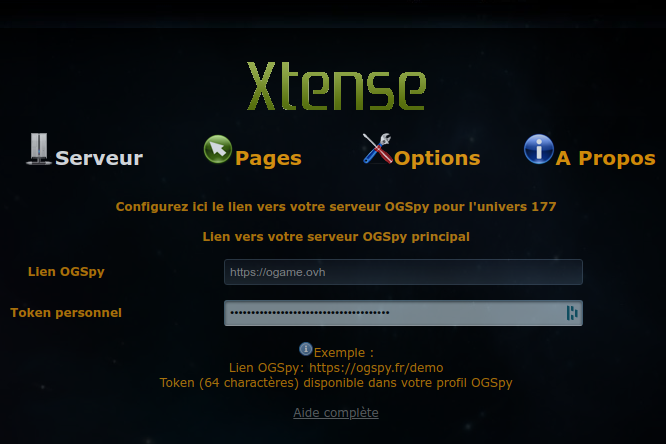 Xtense
Serveur Pages Options A Propos
Configurez ici le lien vers votre serveur OGSpy pour l'univers 177
Lien vers votre serveur OGSpy principal
Lien OGSpy https://ogame.ovh
Token personnel ••••••••••••••••••••••••••••••••••••••
Exemple :
Lien OGSpy: https://ogspy.fr/demo
Token (64 charactères) disponible dans votre profil OGSpy
Aide complète